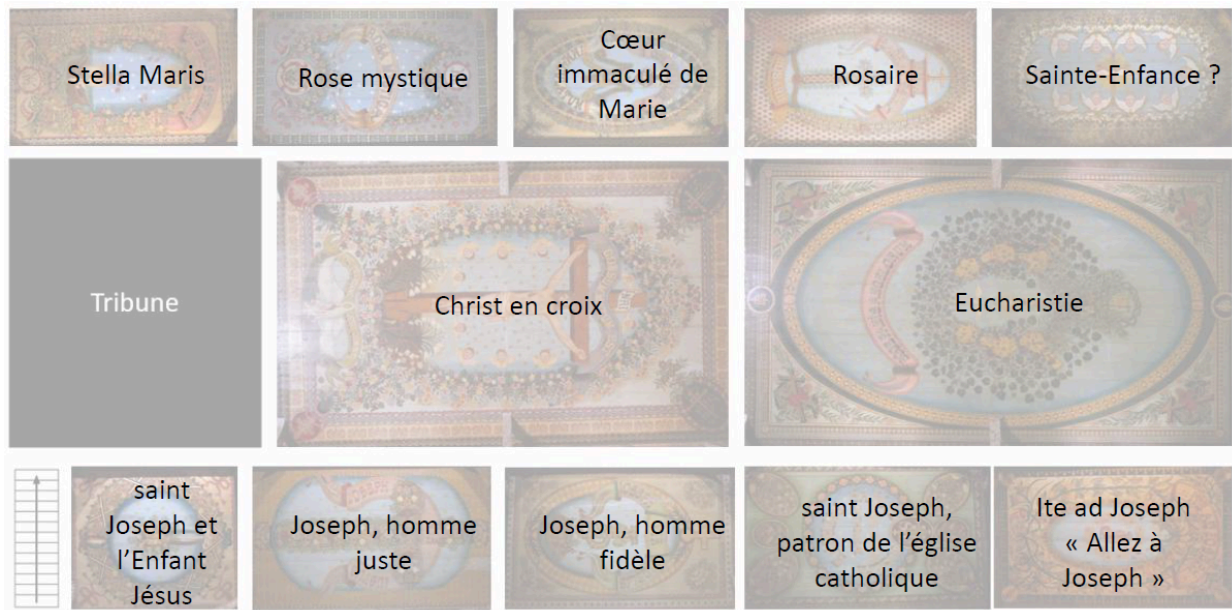 Stella Maris
Rose mystique
Cœur
immaculé de
Marie
Rosaire
Sainte-Enfance ?
Tribune
Christ en croix
Eucharistie
saint
Joseph et
l’Enfant
Jésus
Joseph, homme
juste
Joseph, homme
fidèle
saint Joseph,
patron de l’église
catholique
Ite ad Joseph
« Allez à
Joseph »